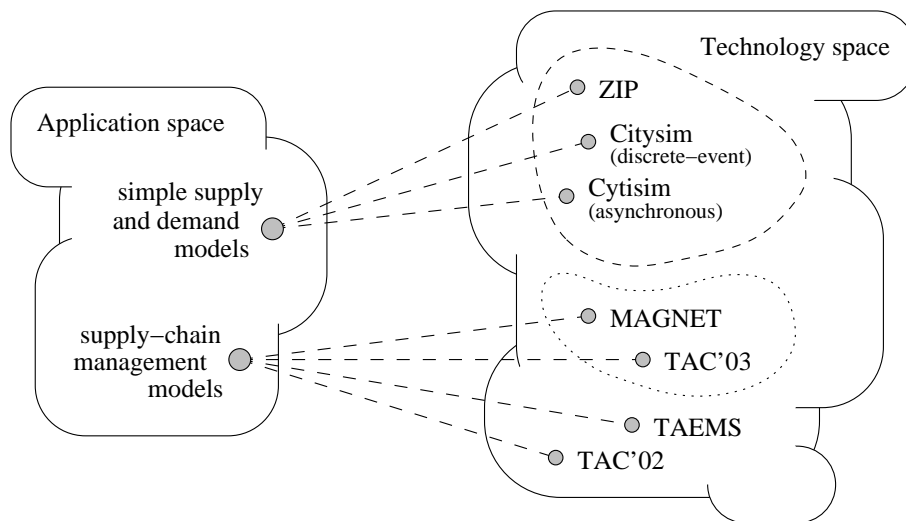 Application space
simple supply
and demand
models
supply−chain
management
models
Technology space
ZIP
Citysim
(discrete−event)
Cytisim
(asynchronous)
MAGNET
TAC'03
TAEMS
TAC'02